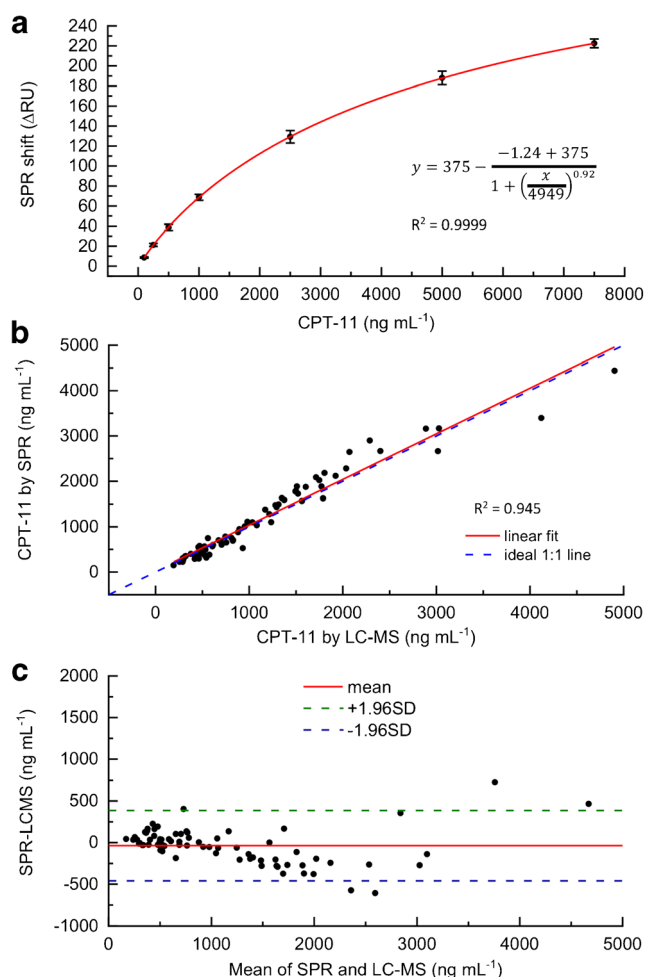 a
240
220
200
180
160
140
120
100
80
60
40
20
0
SPR shift (ΔRU)
y = 375 − (−1.24 + 375) / (1 + (x/4949)^0.92)
R² = 0.9999
0 1000 2000 3000 4000 5000 6000 7000 8000
CPT-11 (ng mL⁻¹)
b
5000
4000
3000
2000
1000
0
CPT-11 by SPR (ng mL⁻¹)
R² = 0.945
linear fit
ideal 1:1 line
0 1000 2000 3000 4000 5000
CPT-11 by LC-MS (ng mL⁻¹)
c
2000
1500
1000
500
0
-500
-1000
SPR-LCMS (ng mL⁻¹)
mean
+1.96SD
-1.96SD
0 1000 2000 3000 4000 5000
Mean of SPR and LC-MS (ng mL⁻¹)